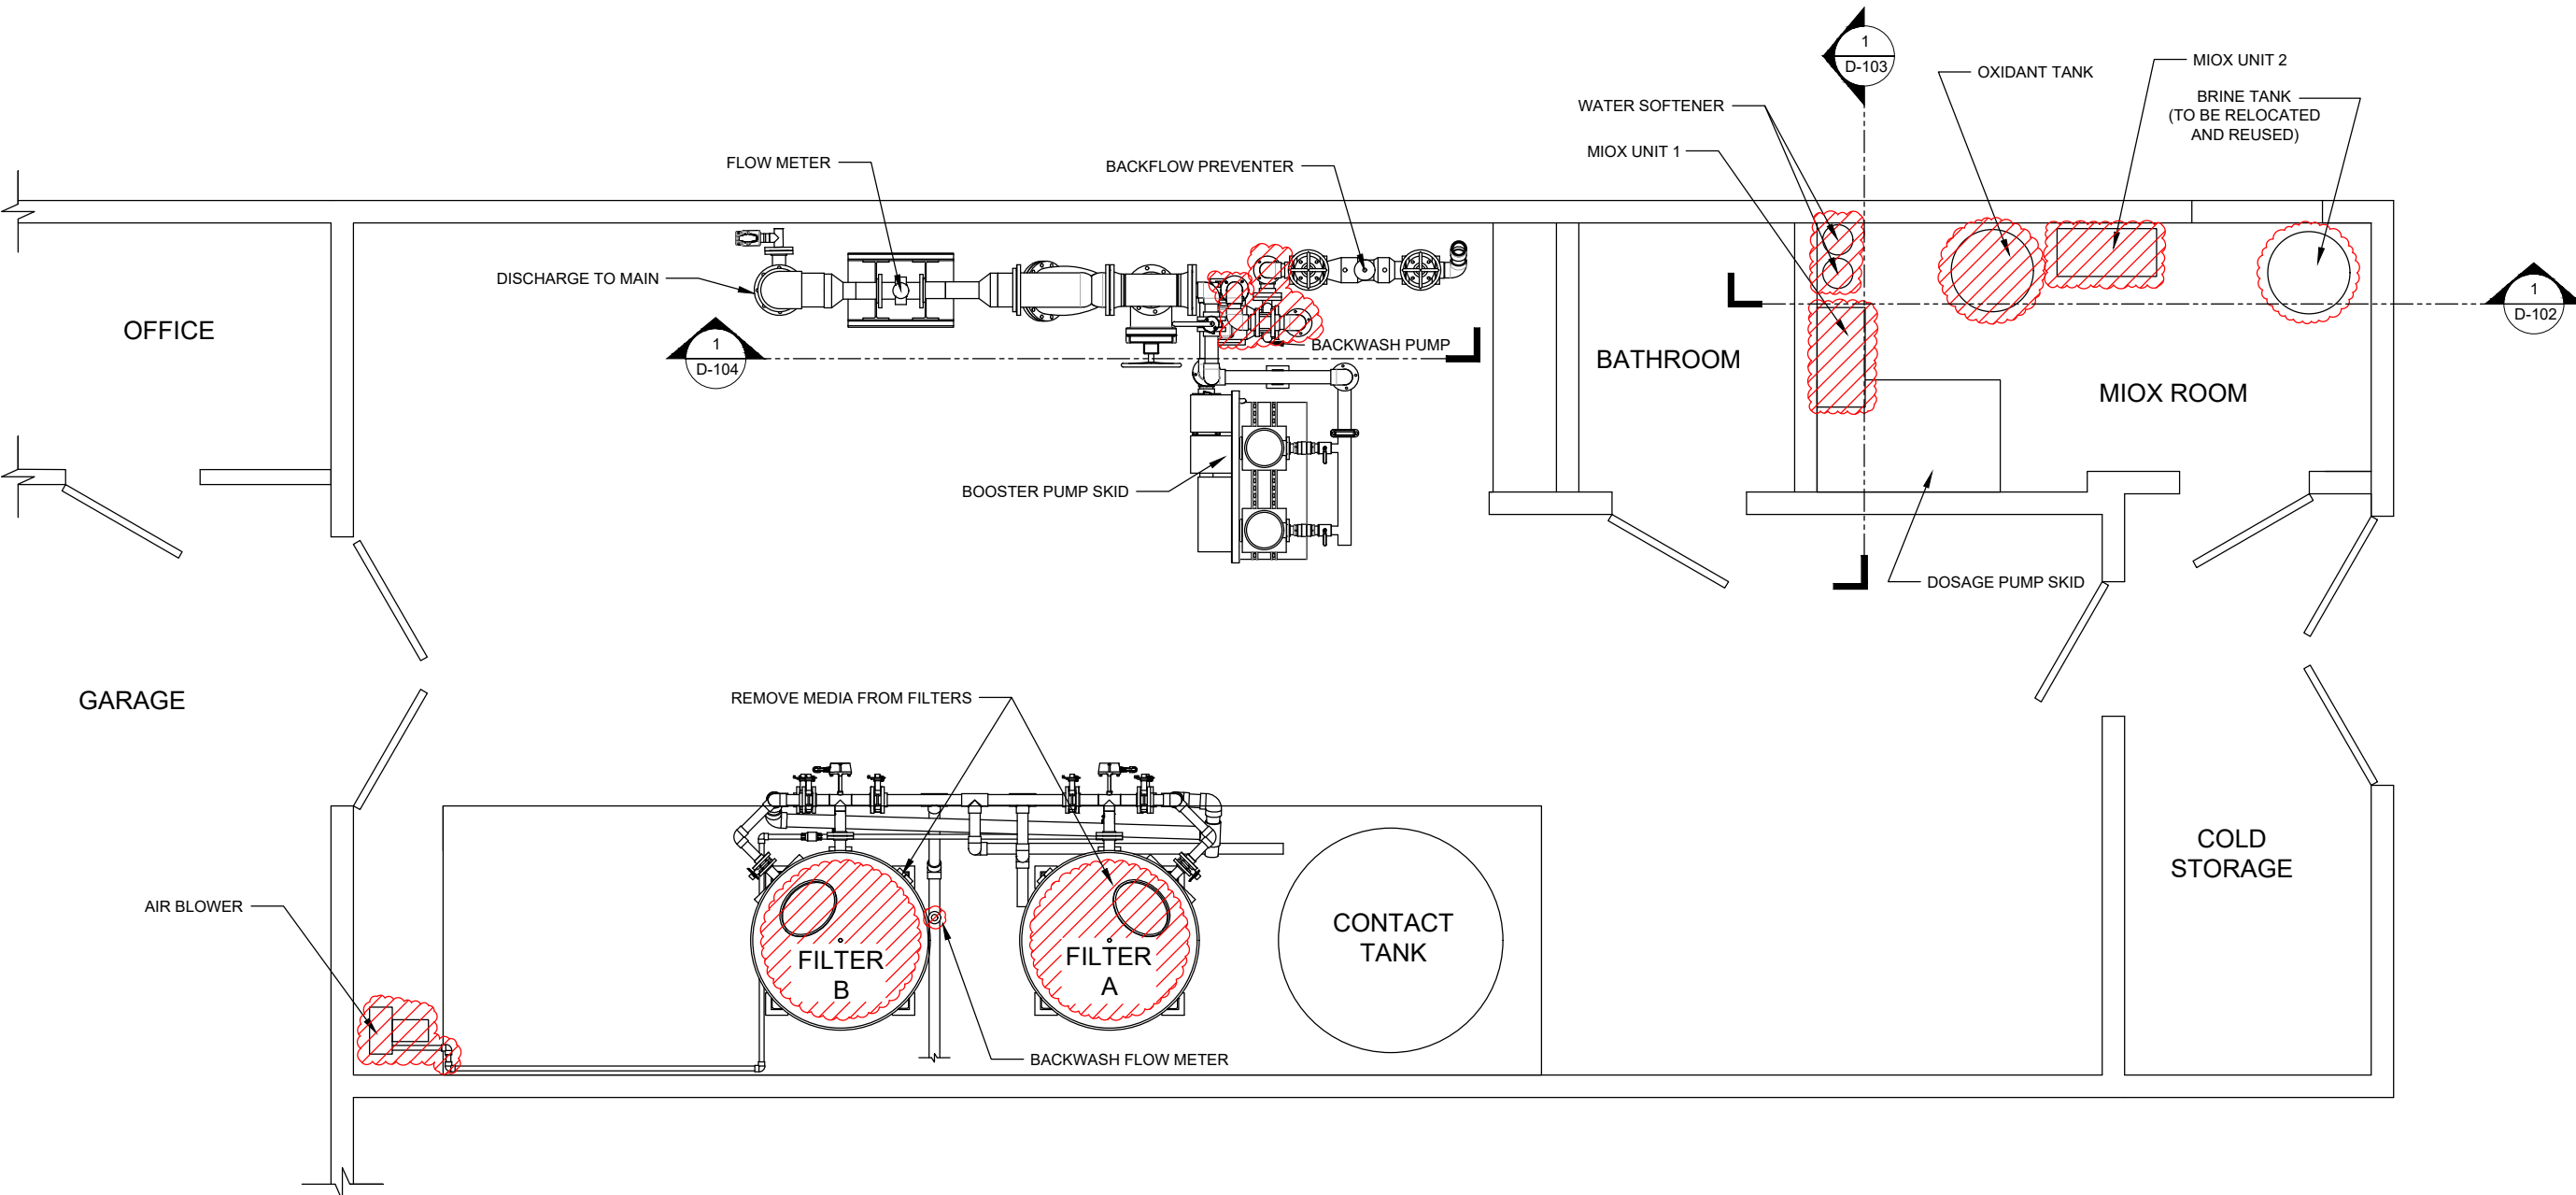 1
D-103
OXIDANT TANK
MIOX UNIT 2
BRINE TANK
(TO BE RELOCATED
AND REUSED)
WATER SOFTENER
MIOX UNIT 1
FLOW METER
BACKFLOW PREVENTER
DISCHARGE TO MAIN
OFFICE
1
D-104
BACKWASH PUMP
BATHROOM
MIOX ROOM
1
D-102
BOOSTER PUMP SKID
DOSAGE PUMP SKID
GARAGE
REMOVE MEDIA FROM FILTERS
AIR BLOWER
FILTER
B
FILTER
A
CONTACT
TANK
COLD
STORAGE
BACKWASH FLOW METER